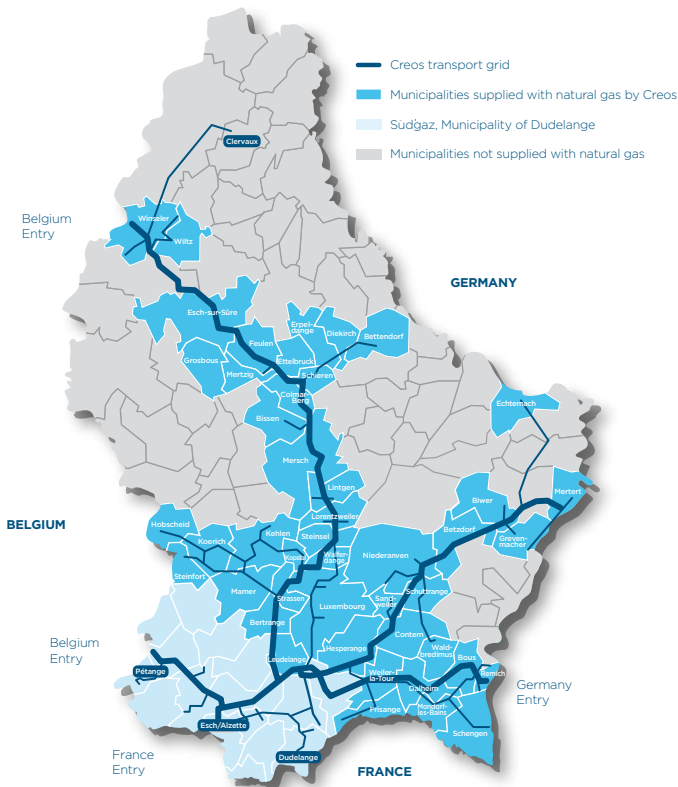 Creos transport grid
Municipalities supplied with natural gas by Creos
Südgaz, Municipality of Dudelange
Municipalities not supplied with natural gas
Clervaux
Belgium
Entry
Winseler
Wiltz
GERMANY
Esch-sur-Sûre
Erpel-
dange
Diekirch
Bettendorf
Feulen
Ettelbruck
Grosbous
Mertzig
Schieren
Colmar-
Berg
Echternach
Bissen
Mersch
Lintgen
Mertert
Biwer
BELGIUM
Hobscheid
Lorentzweiler
Betzdorf
Greven-
macher
Koerich
Kehlen
Steinsel
Kopstal
Walfer-
dange
Niederanven
Steinfort
Mamer
Strassen
Luxembourg
Sand-
weiler
Schuttrange
Bertrange
Contern
Belgium
Entry
Hesperange
Wald-
bredimus
Bous
Leudelange
Weiler-
la-Tour
Remich
Pétange
Dalheim
Germany
Entry
Frisange
Mondorf-
les-Bains
Esch/Alzette
Schengen
France
Entry
Dudelange
FRANCE